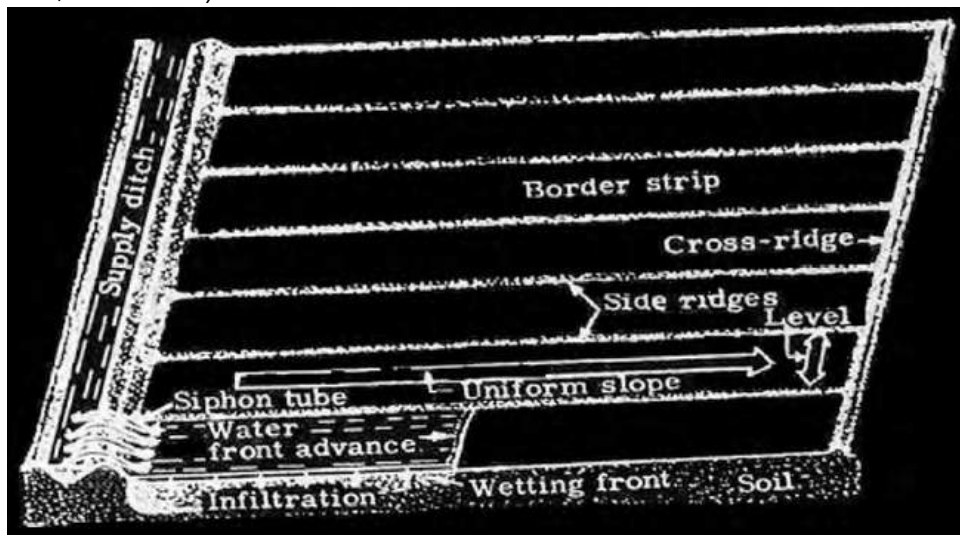 Supply ditch
Border strip
Cross-ridge
Side ridges
Level
Uniform slope
Siphon tube
Water
front advance
Wetting front
Soil
Infiltration